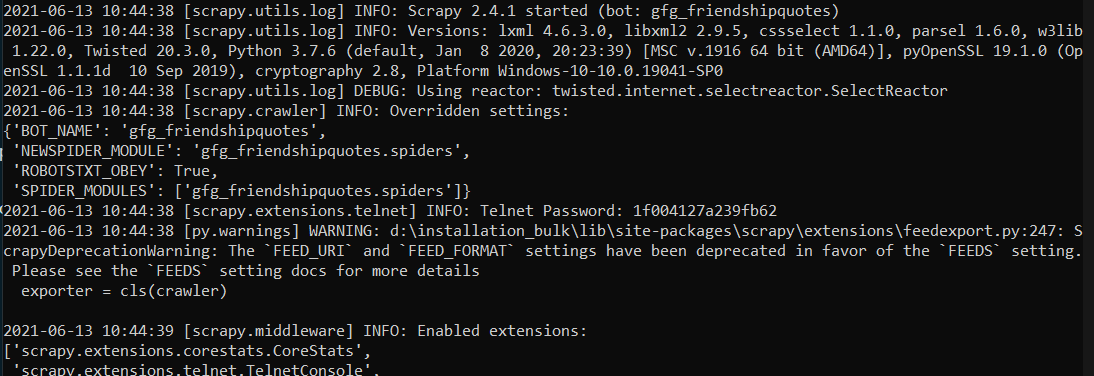 2021-06-13 10:44:38 [scrapy.utils.log] INFO: Scrapy 2.4.1 started (bot: gfg_friendshipquotes)
2021-06-13 10:44:38 [scrapy.utils.log] INFO: Versions: lxml 4.6.3.0, libxml2 2.9.5, cssselect 1.1.0, parsel 1.6.0, w3lib
 1.22.0, Twisted 20.3.0, Python 3.7.6 (default, Jan  8 2020, 20:23:39) [MSC v.1916 64 bit (AMD64)], pyOpenSSL 19.1.0 (Op
enSSL 1.1.1d  10 Sep 2019), cryptography 2.8, Platform Windows-10-10.0.19041-SP0
2021-06-13 10:44:38 [scrapy.utils.log] DEBUG: Using reactor: twisted.internet.selectreactor.SelectReactor
2021-06-13 10:44:38 [scrapy.crawler] INFO: Overridden settings:
{'BOT_NAME': 'gfg_friendshipquotes',
 'NEWSPIDER_MODULE': 'gfg_friendshipquotes.spiders',
 'ROBOTSTXT_OBEY': True,
 'SPIDER_MODULES': ['gfg_friendshipquotes.spiders']}
2021-06-13 10:44:38 [scrapy.extensions.telnet] INFO: Telnet Password: 1f004127a239fb62
2021-06-13 10:44:38 [py.warnings] WARNING: d:\installation_bulk\lib\site-packages\scrapy\extensions\feedexport.py:247: S
crapyDeprecationWarning: The `FEED_URI` and `FEED_FORMAT` settings have been deprecated in favor of the `FEEDS` setting.
 Please see the `FEEDS` setting docs for more details
  exporter = cls(crawler)
2021-06-13 10:44:39 [scrapy.middleware] INFO: Enabled extensions:
['scrapy.extensions.corestats.CoreStats',
 'scrapy.extensions.telnet.TelnetConsole',